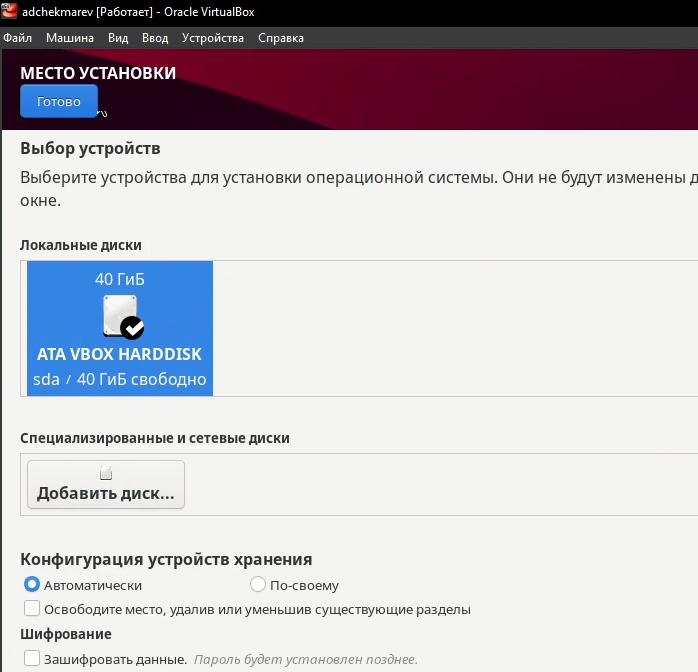 adchekmarev [Работает] - Oracle VirtualBox
Файл Машина Вид Ввод Устройства Справка
МЕСТО УСТАНОВКИ
Готово
Выбор устройств
Выберите устройства для установки операционной системы. Они не будут изменены д
окне.
Локальные диски
40 ГиБ
ATA VBOX HARDDISK
sda / 40 ГиБ свободно
Специализированные и сетевые диски
Добавить диск...
Конфигурация устройств хранения
Автоматически По-своему
Освободите место, удалив или уменьшив существующие разделы
Шифрование
Зашифровать данные. Пароль будет установлен позднее.